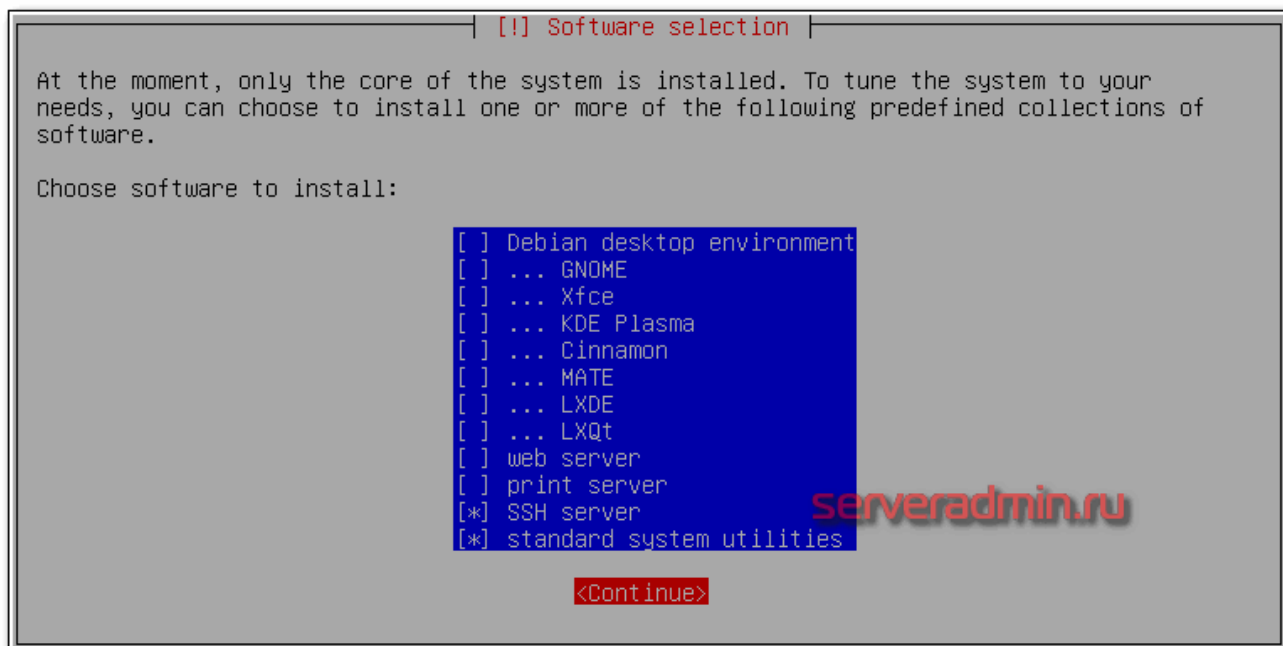 [!] Software selection
At the moment, only the core of the system is installed. To tune the system to your
needs, you can choose to install one or more of the following predefined collections of
software.
Choose software to install:
[ ] Debian desktop environment
[ ] ... GNOME
[ ] ... Xfce
[ ] ... KDE Plasma
[ ] ... Cinnamon
[ ] ... MATE
[ ] ... LXDE
[ ] ... LXQt
[ ] web server
[ ] print server
[*] SSH server
[*] standard system utilities
serveradmin.ru
<Continue>